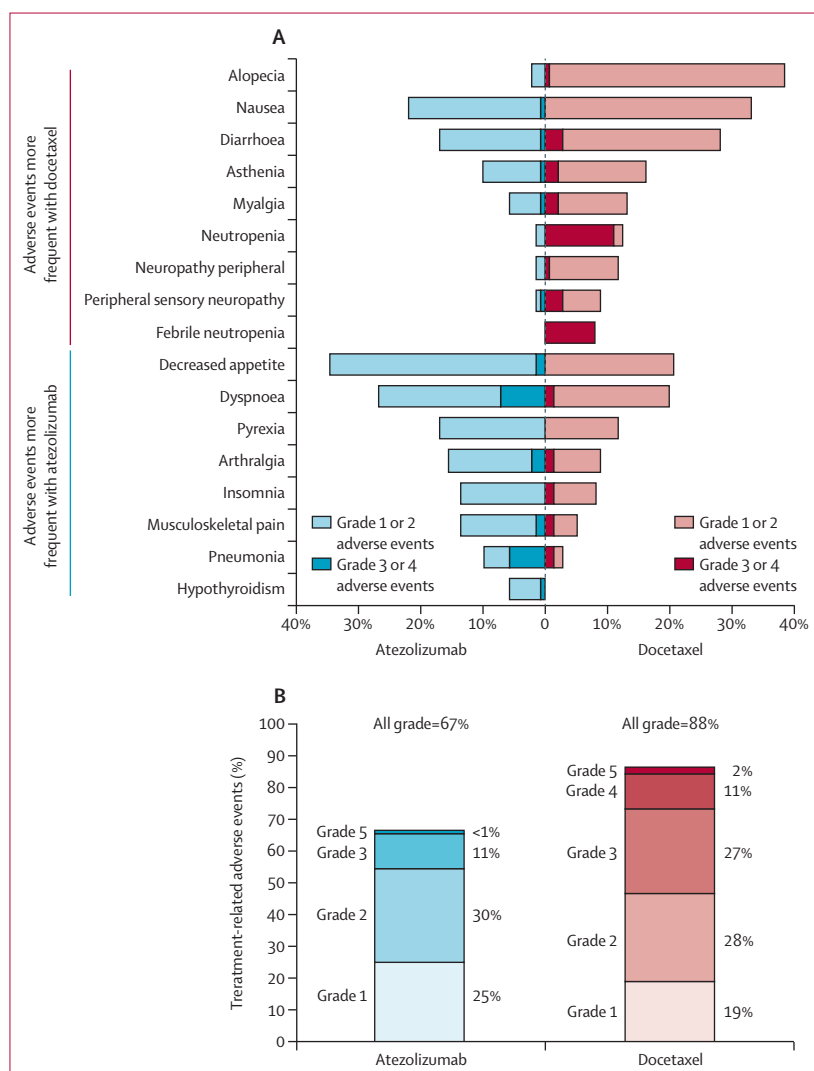 A
Adverse events more
frequent with docetaxel
Alopecia
Nausea
Diarrhoea
Asthenia
Myalgia
Neutropenia
Neuropathy peripheral
Peripheral sensory neuropathy
Febrile neutropenia
Adverse events more
frequent with atezolizumab
Decreased appetite
Dyspnoea
Pyrexia
Arthralgia
Insomnia
Musculoskeletal pain
Pneumonia
Hypothyroidism
Grade 1 or 2
adverse events
Grade 3 or 4
adverse events
Grade 1 or 2
adverse events
Grade 3 or 4
adverse events
40% 30% 20% 10% 0 10% 20% 30% 40%
Atezolizumab Docetaxel
B
Treratment-related adverse events (%)
100
90
80
70
60
50
40
30
20
10
0
All grade=67%
Grade 5 <1%
Grade 3 11%
Grade 2 30%
Grade 1 25%
Atezolizumab
All grade=88%
Grade 5 2%
Grade 4 11%
Grade 3 27%
Grade 2 28%
Grade 1 19%
Docetaxel